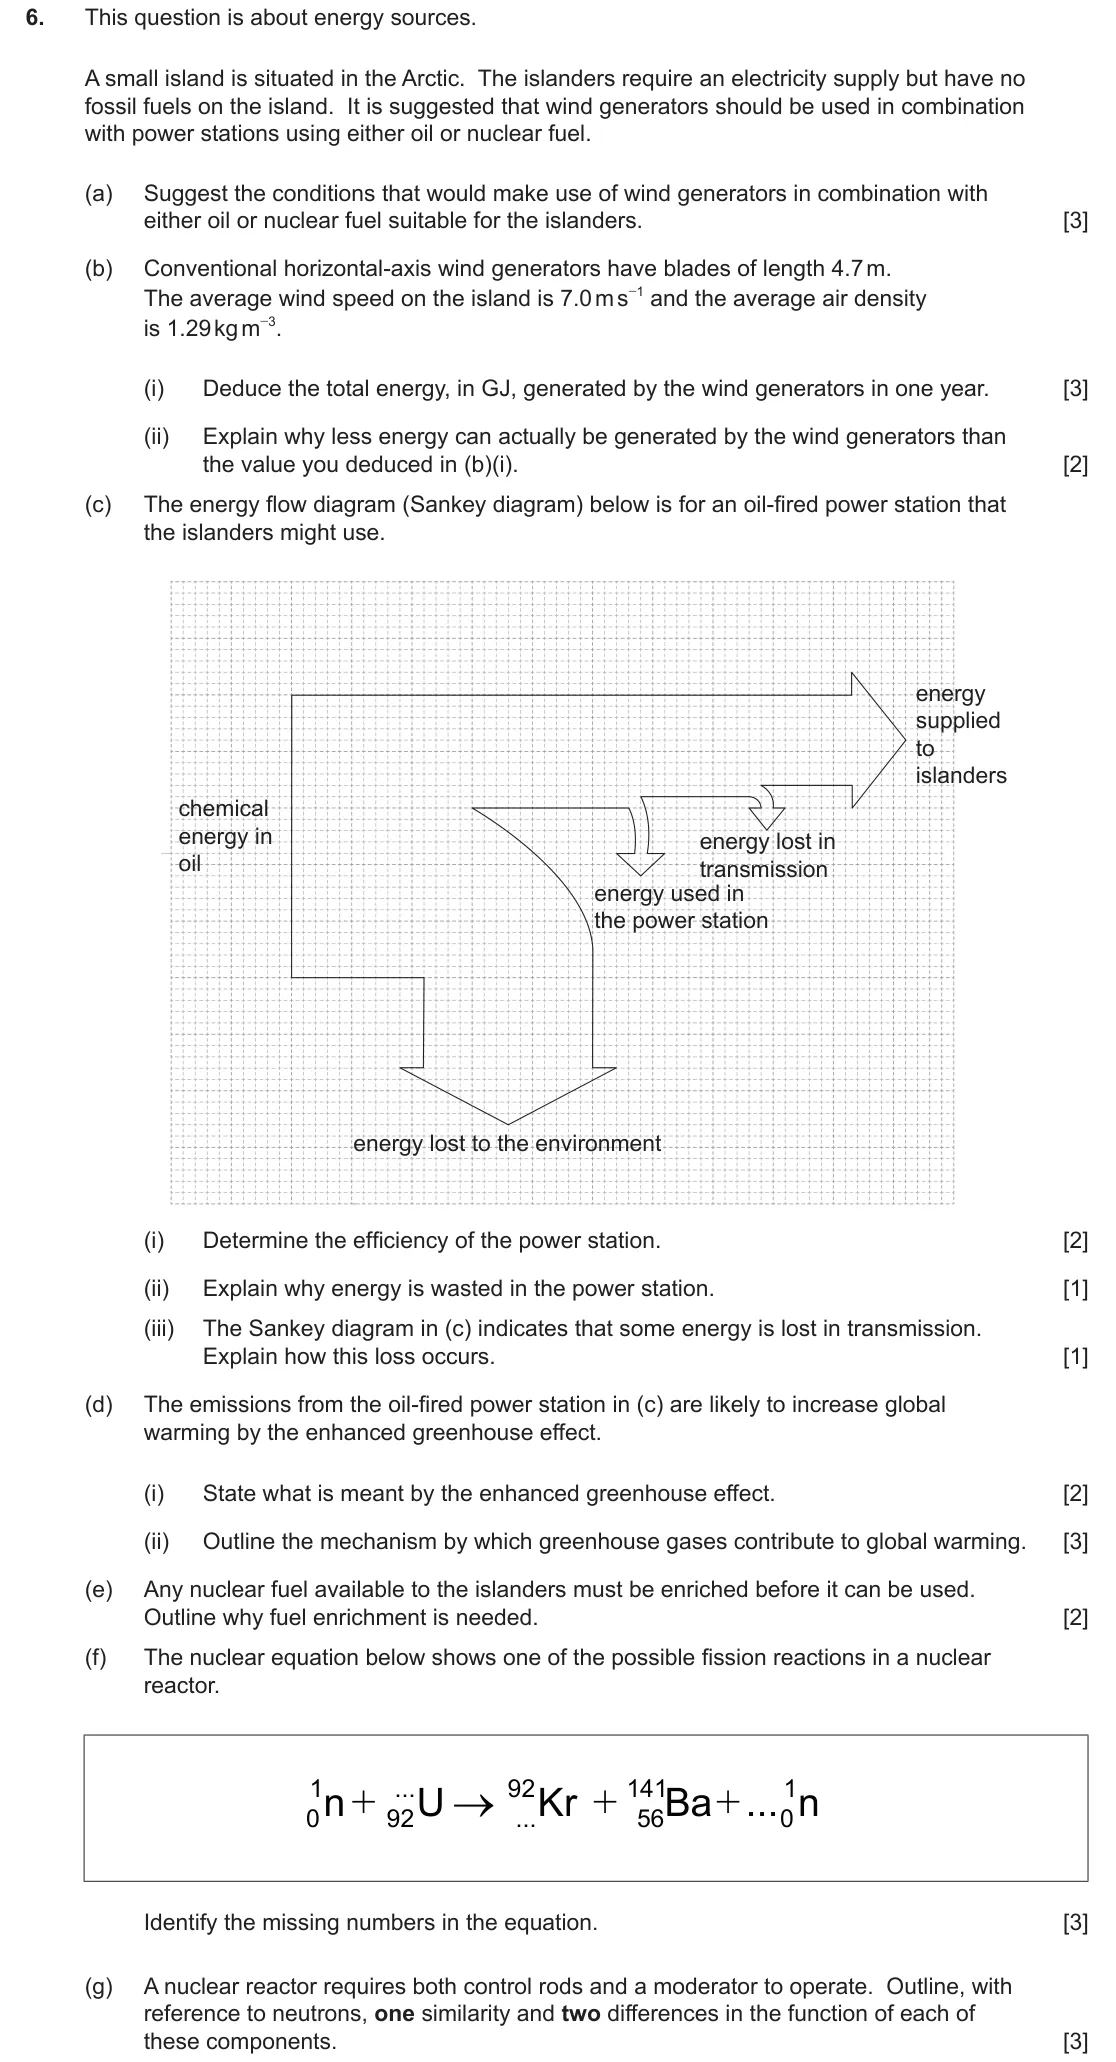 6. This question is about energy sources.
A small island is situated in the Arctic. The islanders require an electricity supply but have no
fossil fuels on the island. It is suggested that wind generators should be used in combination
with power stations using either oil or nuclear fuel.
(a) Suggest the conditions that would make use of wind generators in combination with
either oil or nuclear fuel suitable for the islanders. [3]
(b) Conventional horizontal-axis wind generators have blades of length 4.7 m.
The average wind speed on the island is 7.0 m s⁻¹ and the average air density
is 1.29 kg m⁻³.
(i) Deduce the total energy, in GJ, generated by the wind generators in one year. [3]
(ii) Explain why less energy can actually be generated by the wind generators than
the value you deduced in (b)(i). [2]
(c) The energy flow diagram (Sankey diagram) below is for an oil-fired power station that
the islanders might use.
energy
supplied
to
islanders
chemical
energy in
oil
energy lost in
transmission
energy used in
the power station
energy lost to the environment
(i) Determine the efficiency of the power station. [2]
(ii) Explain why energy is wasted in the power station. [1]
(iii) The Sankey diagram in (c) indicates that some energy is lost in transmission.
Explain how this loss occurs. [1]
(d) The emissions from the oil-fired power station in (c) are likely to increase global
warming by the enhanced greenhouse effect.
(i) State what is meant by the enhanced greenhouse effect. [2]
(ii) Outline the mechanism by which greenhouse gases contribute to global warming. [3]
(e) Any nuclear fuel available to the islanders must be enriched before it can be used.
Outline why fuel enrichment is needed. [2]
(f) The nuclear equation below shows one of the possible fission reactions in a nuclear
reactor.
¹₀n + ···₉₂U → ⁹²...Kr + ¹⁴¹₅₆Ba + ...¹₀n
Identify the missing numbers in the equation. [3]
(g) A nuclear reactor requires both control rods and a moderator to operate. Outline, with
reference to neutrons, one similarity and two differences in the function of each of
these components. [3]